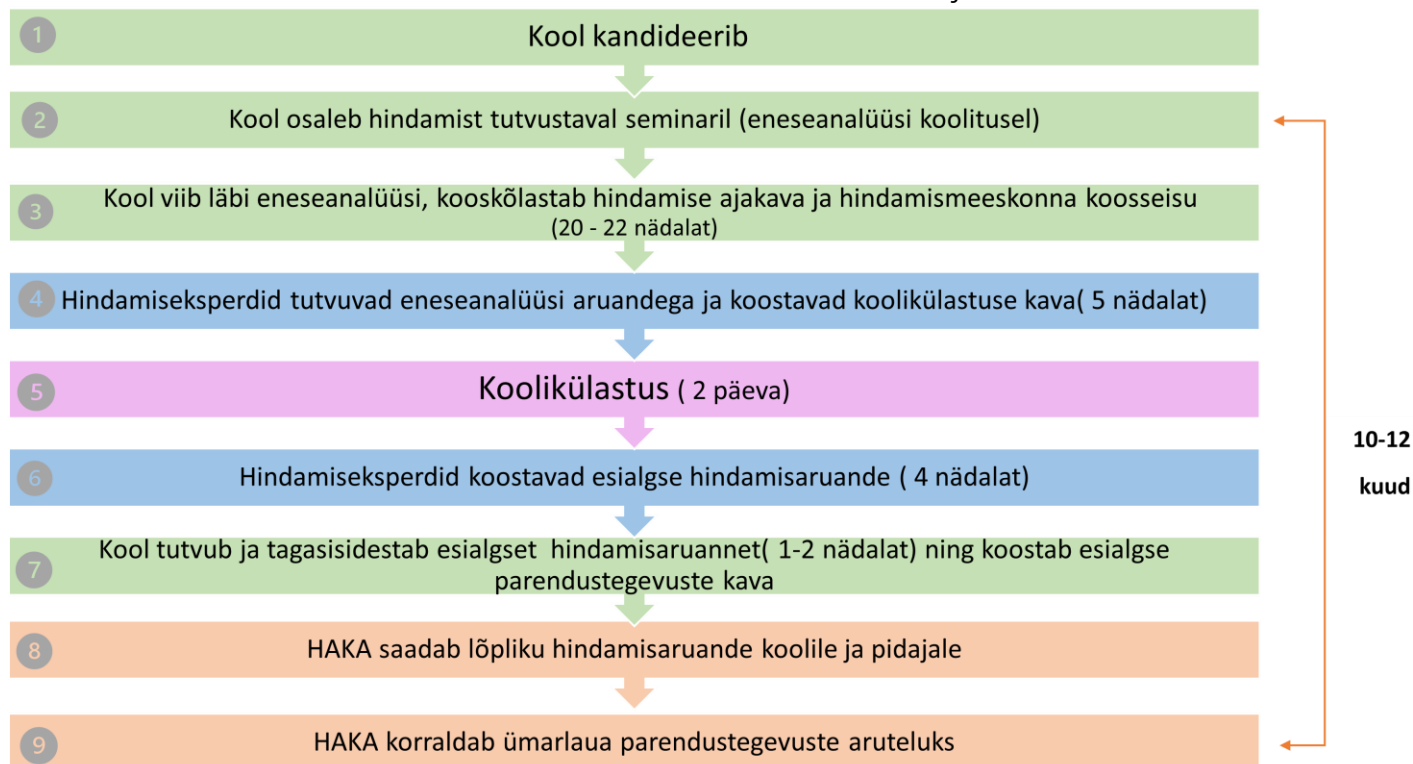 1
Kool kandideerib
2
Kool osaleb hindamist tutvustaval seminaril (eneseanalüüsi koolitusel)
3
Kool viib läbi eneseanalüüsi, kooskõlastab hindamise ajakava ja hindamismeeskonna koosseisu
(20 - 22 nädalat)
4
Hindamiseksperdid tutvuvad eneseanalüüsi aruandega ja koostavad koolikülastuse kava( 5 nädalat)
5
Koolikülastus ( 2 päeva)
6
Hindamiseksperdid koostavad esialgse hindamisaruande ( 4 nädalat)
7
Kool tutvub ja tagasisidestab esialgset hindamisaruannet( 1-2 nädalat) ning koostab esialgse
parendustegevuste kava
8
HAKA saadab lõpliku hindamisaruande koolile ja pidajale
9
HAKA korraldab ümarlaua parendustegevuste aruteluks
10-12
kuud